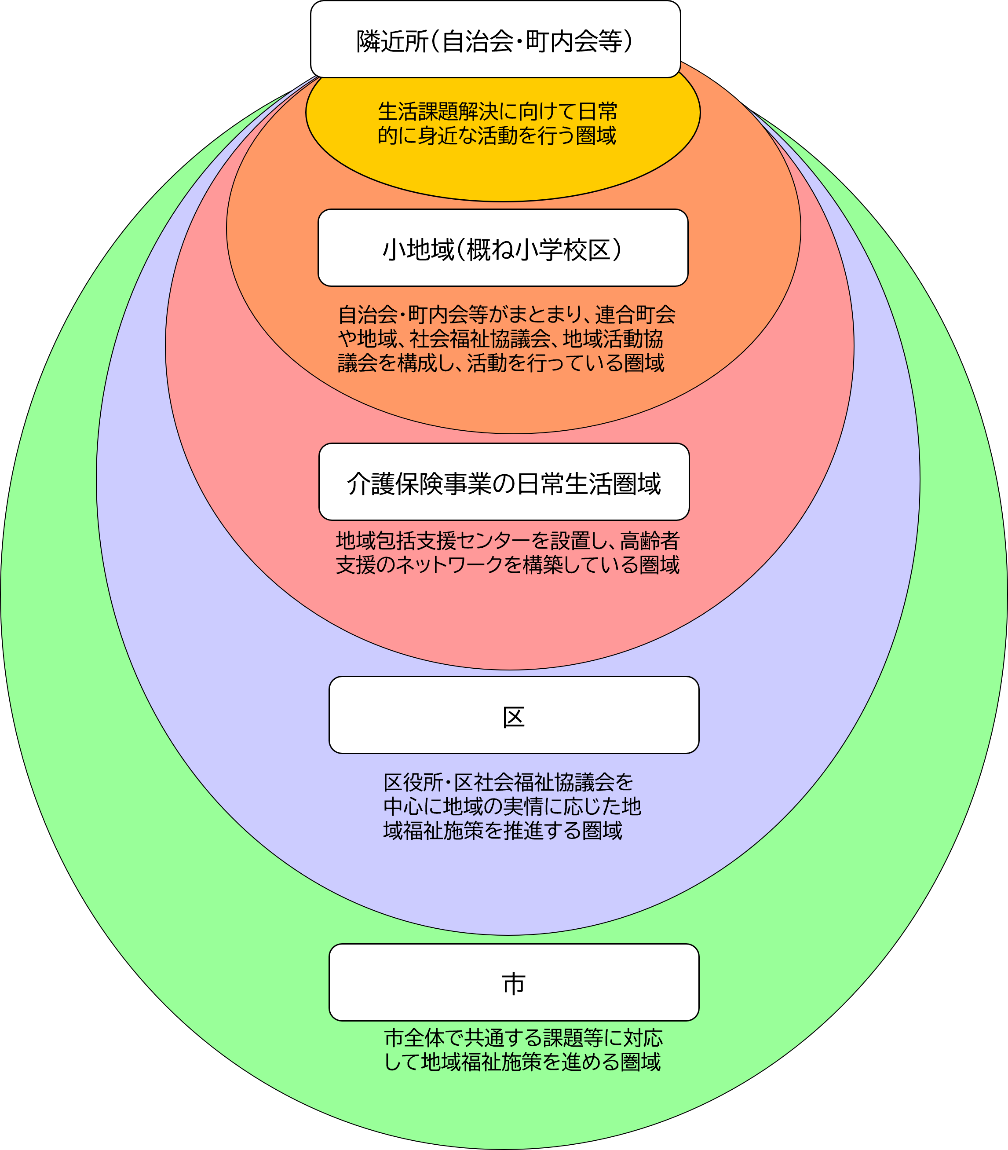 隣近所（自治会・町内会等）
生活課題解決に向けて日常
的に身近な活動を行う圏域
小地域（概ね小学校区）
自治会・町内会等がまとまり、連合町会
や地域、社会福祉協議会、地域活動協
議会を構成し、活動を行っている圏域
介護保険事業の日常生活圏域
地域包括支援センターを設置し、高齢者
支援のネットワークを構築している圏域
区
区役所・区社会福祉協議会を
中心に地域の実情に応じた地
域福祉施策を推進する圏域
市
市全体で共通する課題等に対応
して地域福祉施策を進める圏域